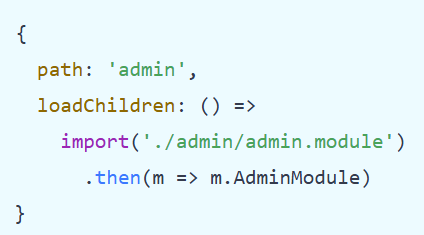 {
  path: 'admin',
  loadChildren: () =>
    import('./admin/admin.module')
      .then(m => m.AdminModule)
}